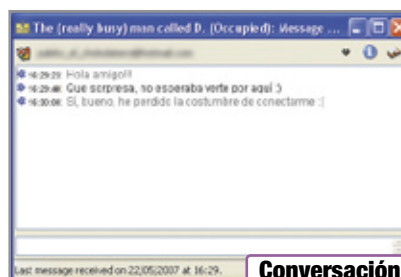 The (really busy) man called D. (Occupied): Message ...
16:29:29: Hola amigo!!!
16:29:48: Que sorpresa, no esperaba verte por aquí :)
16:30:08: Sí, bueno, he perdido la costumbre de conectarme :(
Last message received on 22/05/2007 at 16:29.
Conversación